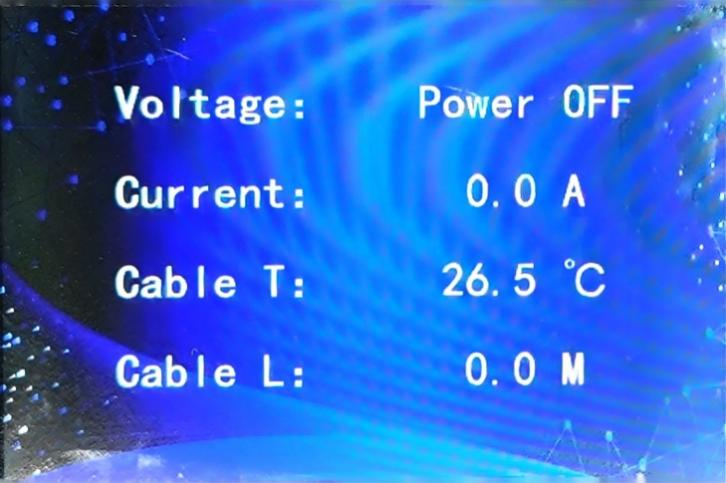 Voltage: Power OFF
Current: 0.0 A
Cable T: 26.5 ℃
Cable L: 0.0 M